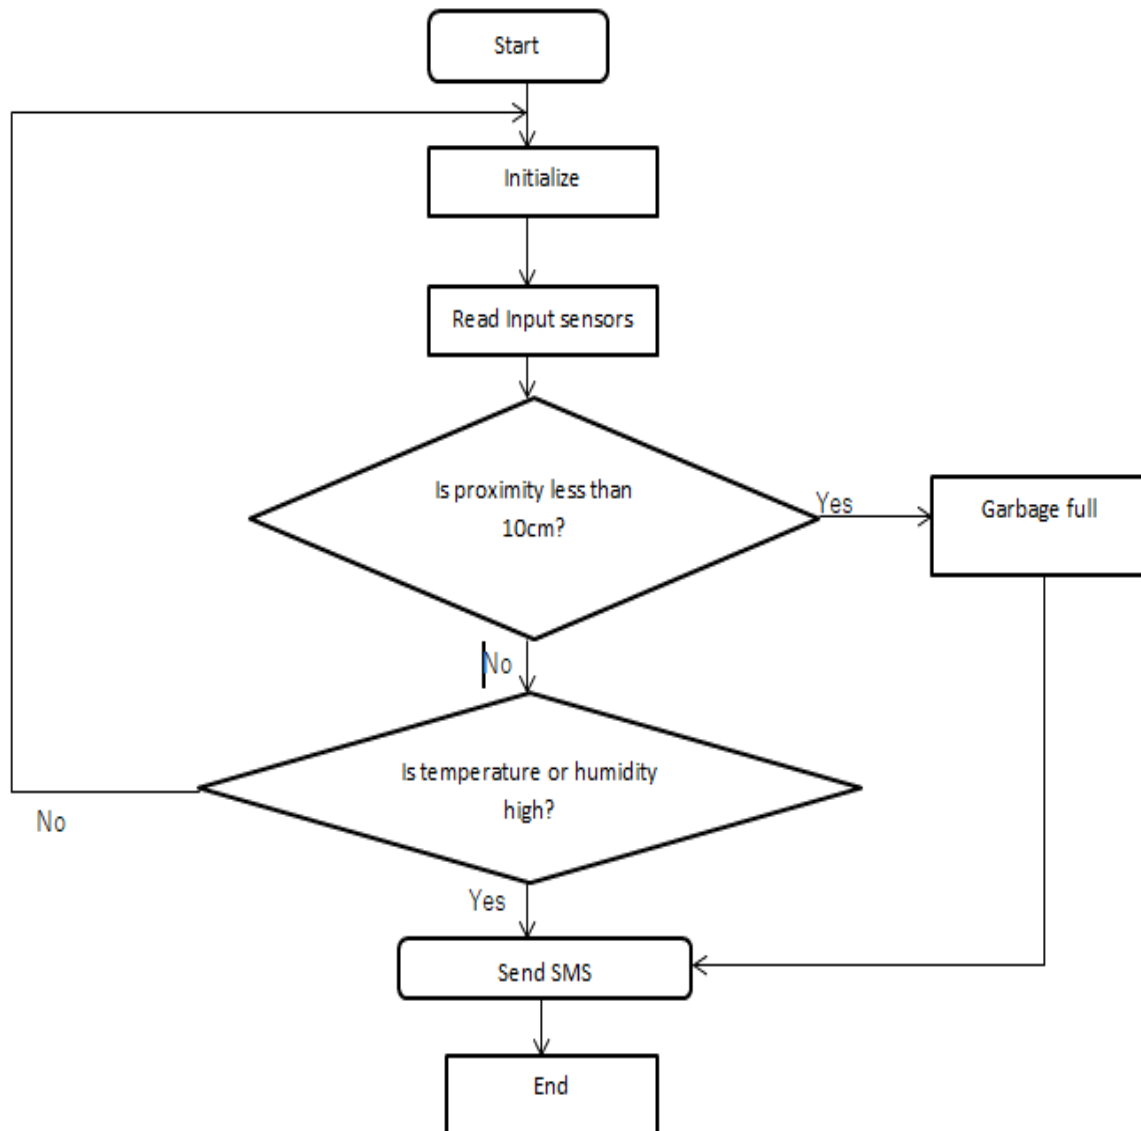 Start
Initialize
Read Input sensors
Is proximity less than
10cm?
Yes
Garbage full
No
Is temperature or humidity
high?
No
Yes
Send SMS
End